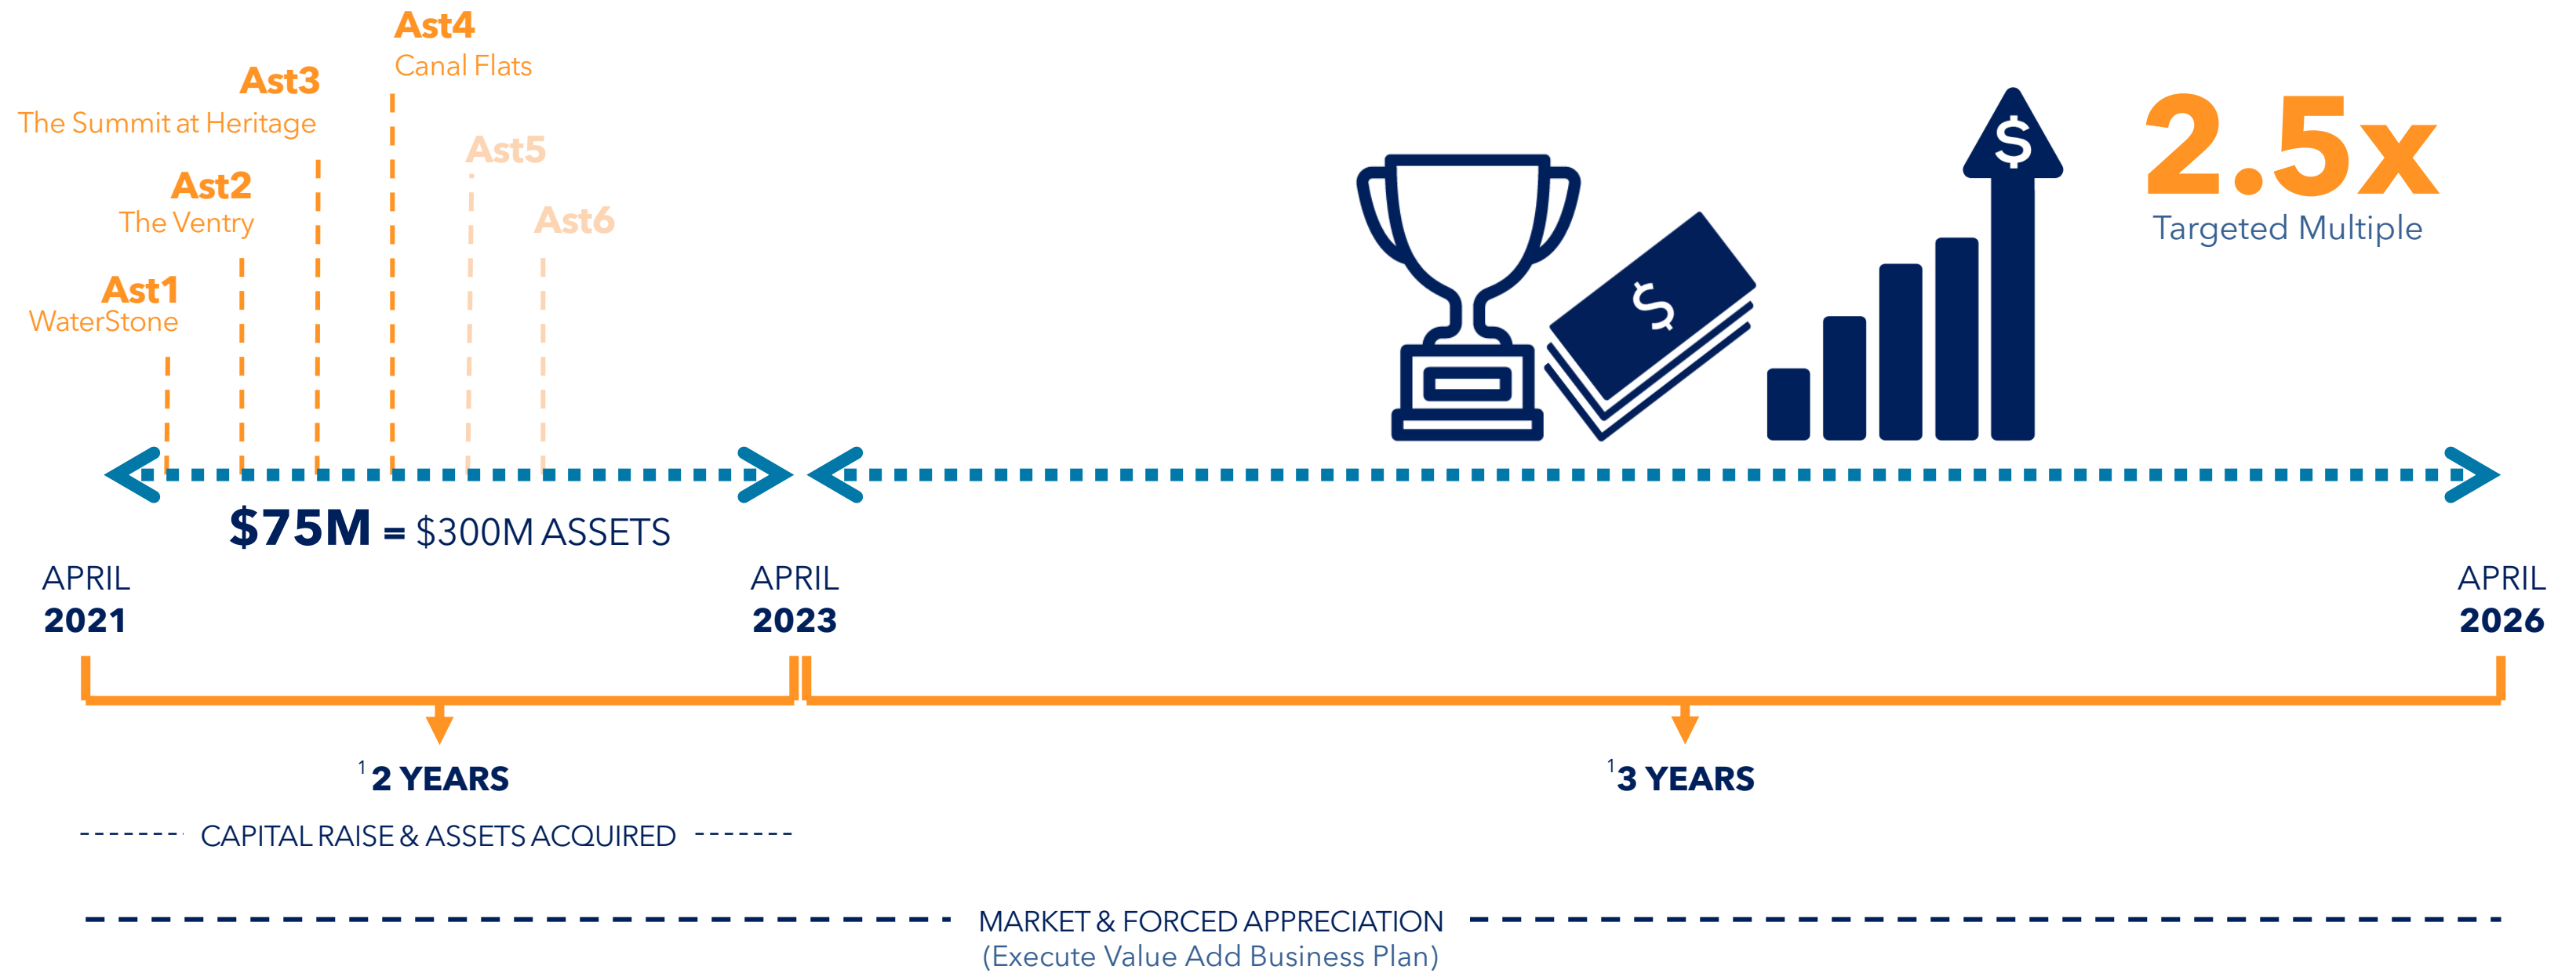 Ast4
Canal Flats
Ast3
The Summit at Heritage
Ast5
Ast2
The Ventry
Ast6
Ast1
WaterStone
$
$
2.5x
Targeted Multiple
$75M = $300M ASSETS
APRIL
2021
APRIL
2023
APRIL
2026
1 2 YEARS
1 3 YEARS
CAPITAL RAISE & ASSETS ACQUIRED
MARKET & FORCED APPRECIATION
(Execute Value Add Business Plan)